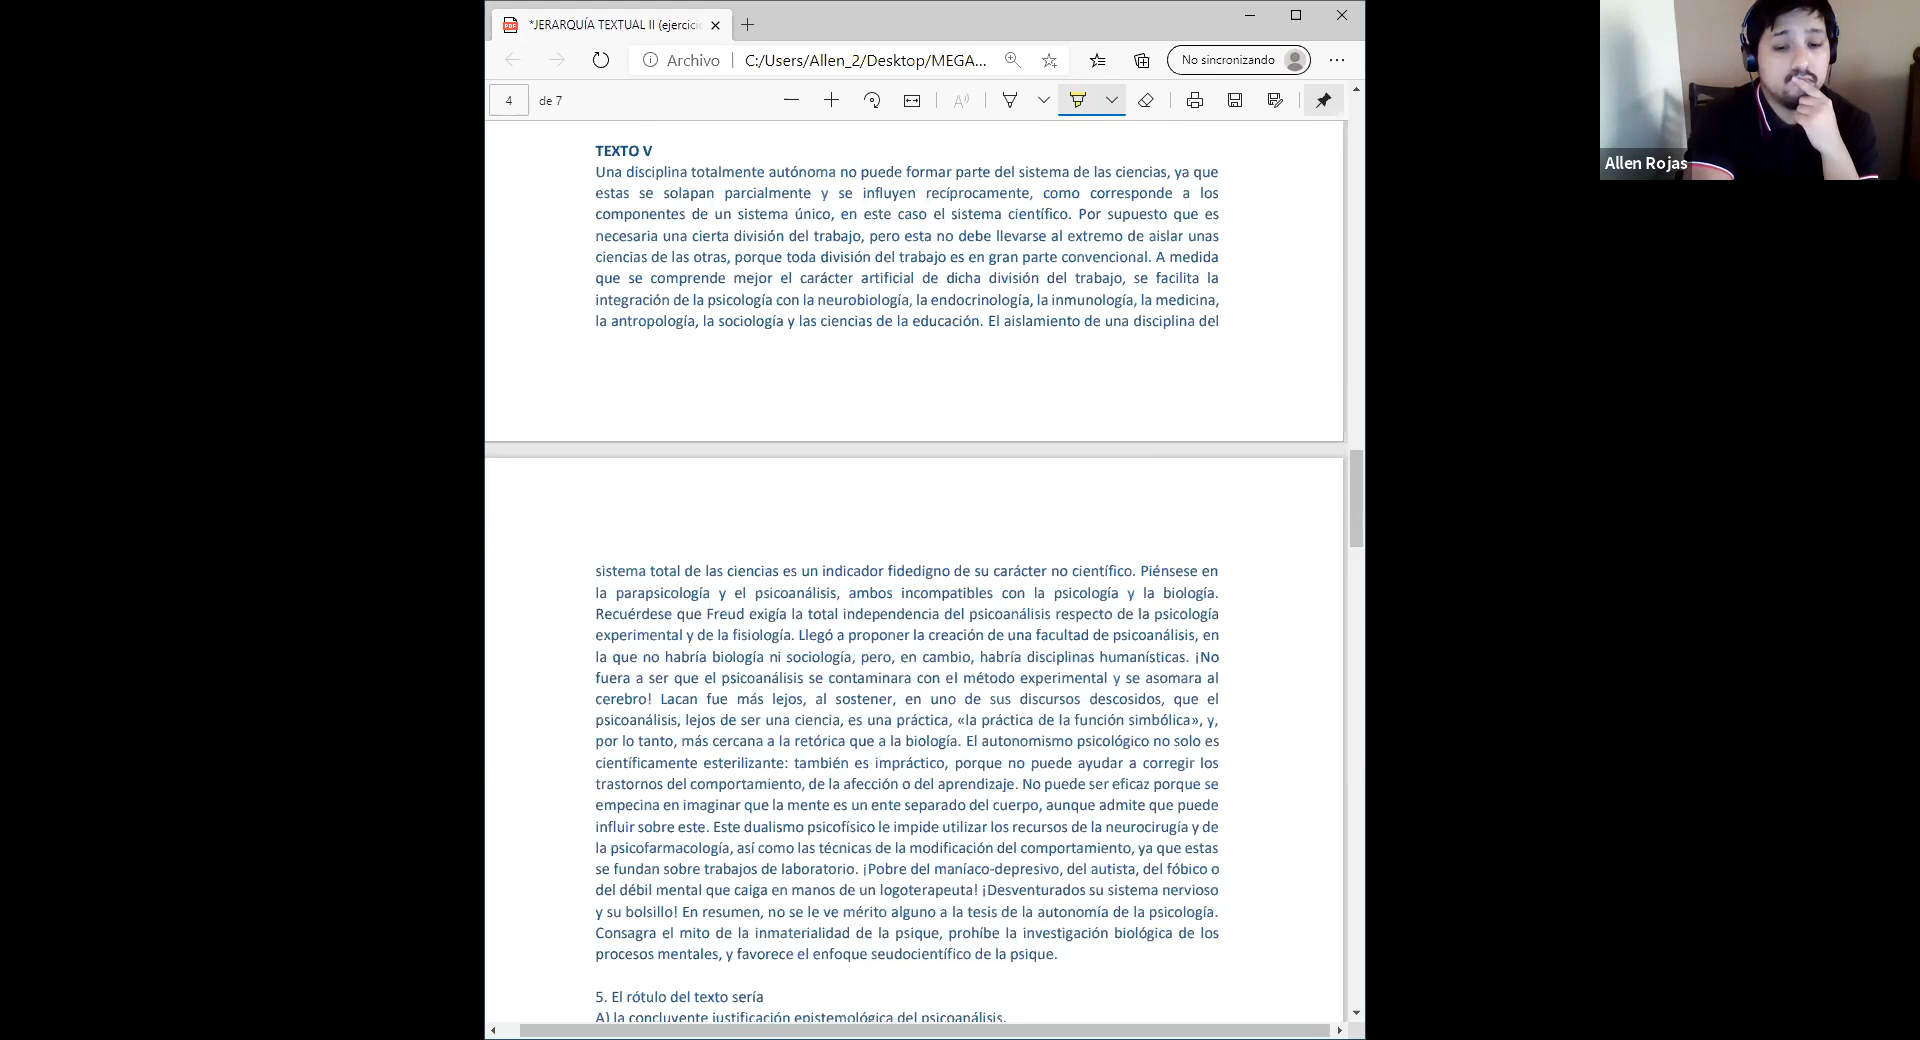 *JERARQUÍA TEXTUAL II (ejercici
Archivo
C:/Users/Allen_2/Desktop/MEGA...
No sincronizando
4 de 7
Allen Rojas
TEXTO V
Una disciplina totalmente autónoma no puede formar parte del sistema de las ciencias, ya que
estas se solapan parcialmente y se influyen recíprocamente, como corresponde a los
componentes de un sistema único, en este caso el sistema científico. Por supuesto que es
necesaria una cierta división del trabajo, pero esta no debe llevarse al extremo de aislar unas
ciencias de las otras, porque toda división del trabajo es en gran parte convencional. A medida
que se comprende mejor el carácter artificial de dicha división del trabajo, se facilita la
integración de la psicología con la neurobiología, la endocrinología, la inmunología, la medicina,
la antropología, la sociología y las ciencias de la educación. El aislamiento de una disciplina del
sistema total de las ciencias es un indicador fidedigno de su carácter no científico. Piénsese en
la parapsicología y el psicoanálisis, ambos incompatibles con la psicología y la biología.
Recuérdese que Freud exigía la total independencia del psicoanálisis respecto de la psicología
experimental y de la fisiología. Llegó a proponer la creación de una facultad de psicoanálisis, en
la que no habría biología ni sociología, pero, en cambio, habría disciplinas humanísticas. ¡No
fuera a ser que el psicoanálisis se contaminara con el método experimental y se asomara al
cerebro! Lacan fue más lejos, al sostener, en uno de sus discursos descosidos, que el
psicoanálisis, lejos de ser una ciencia, es una práctica, «la práctica de la función simbólica», y,
por lo tanto, más cercana a la retórica que a la biología. El autonomismo psicológico no solo es
científicamente esterilizante: también es impráctico, porque no puede ayudar a corregir los
trastornos del comportamiento, de la afección o del aprendizaje. No puede ser eficaz porque se
empecina en imaginar que la mente es un ente separado del cuerpo, aunque admite que puede
influir sobre este. Este dualismo psicofísico le impide utilizar los recursos de la neurocirugía y de
la psicofarmacología, así como las técnicas de la modificación del comportamiento, ya que estas
se fundan sobre trabajos de laboratorio. ¡Pobre del maníaco-depresivo, del autista, del fóbico o
del débil mental que caiga en manos de un logoterapeuta! ¡Desventurados su sistema nervioso
y su bolsillo! En resumen, no se le ve mérito alguno a la tesis de la autonomía de la psicología.
Consagra el mito de la inmaterialidad de la psique, prohíbe la investigación biológica de los
procesos mentales, y favorece el enfoque seudocientífico de la psique.
5. El rótulo del texto sería
A) la concluyente justificación epistemológica del psicoanálisis.